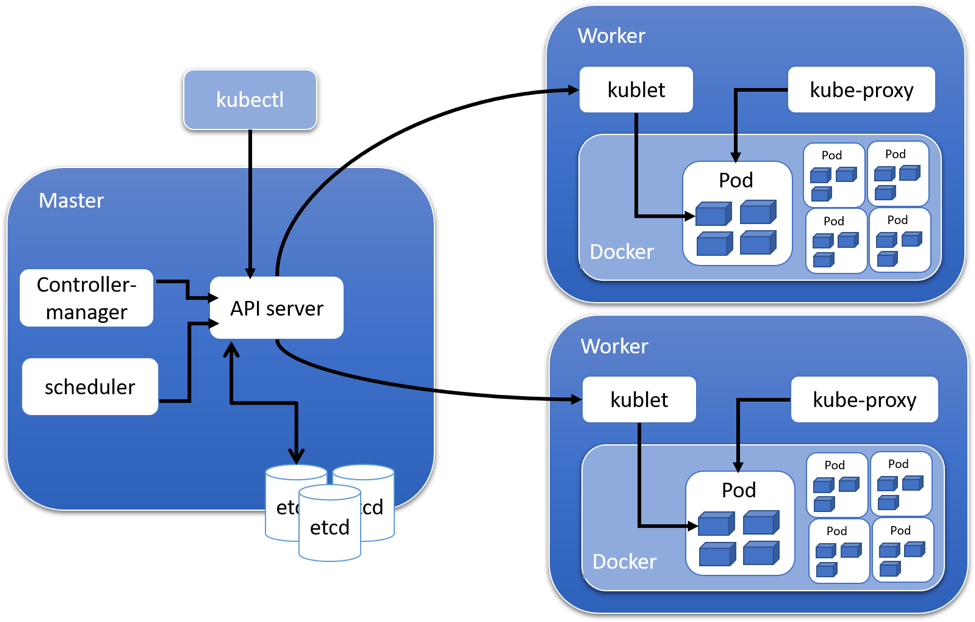 kubectl
Master
Controller-
manager
API server
scheduler
etcd
etcd
Worker
kublet
kube-proxy
Pod
Docker
Pod
Pod
Pod
Pod
Worker
kublet
kube-proxy
Pod
Docker
Pod
Pod
Pod
Pod